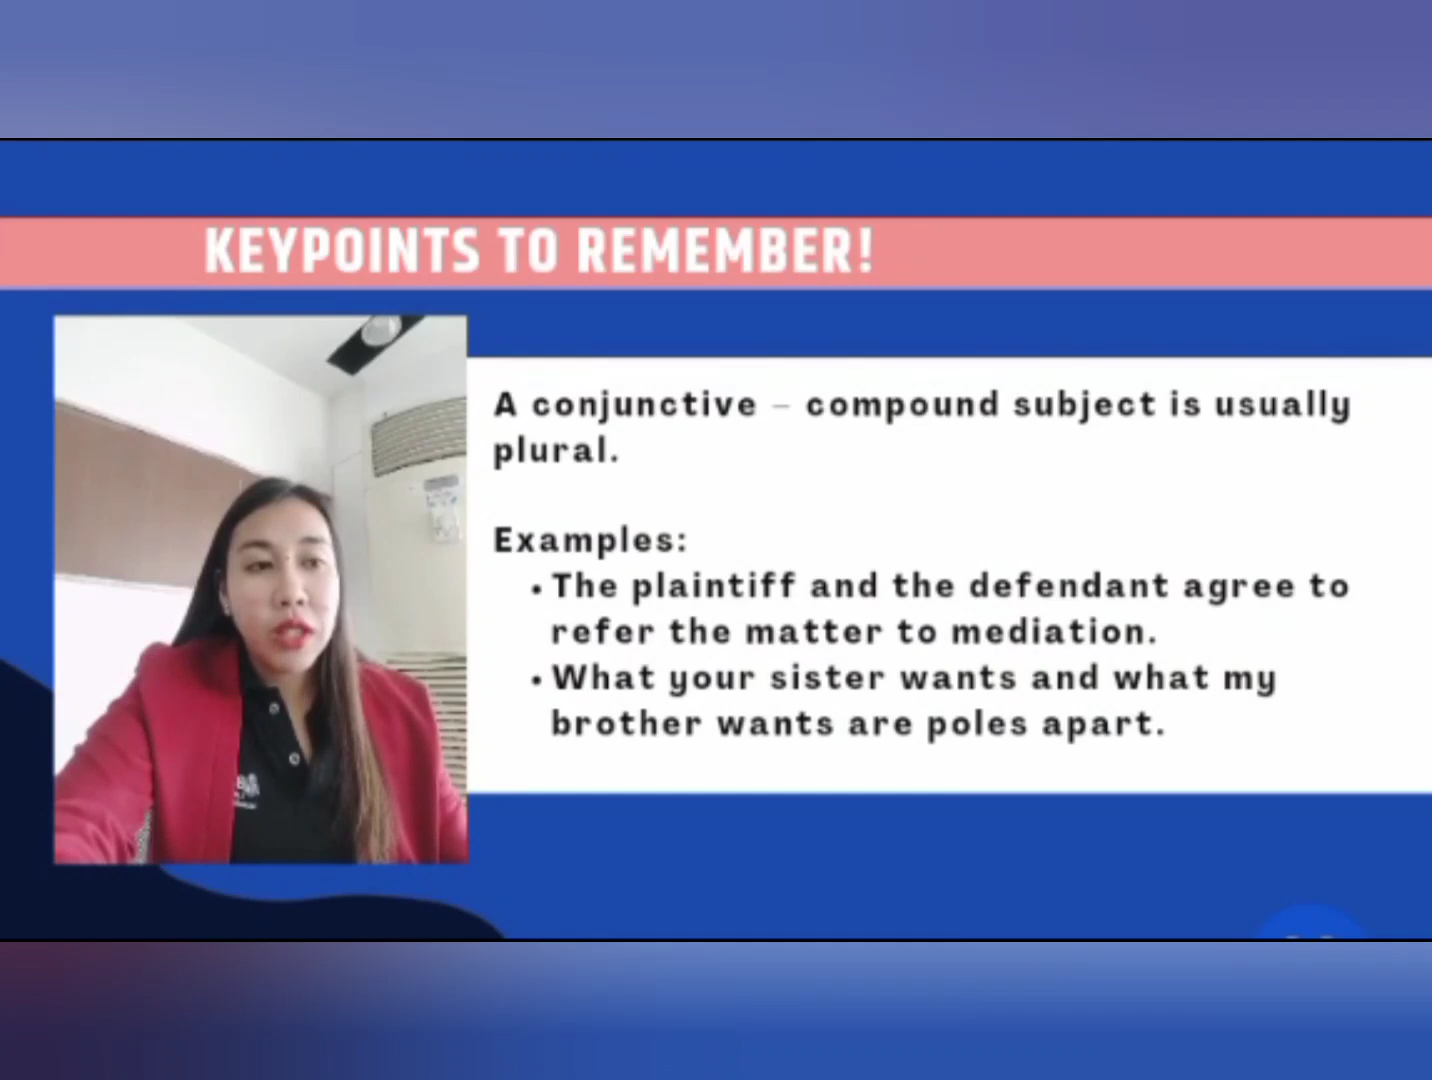 KEYPOINTS TO REMEMBER!
A conjunctive – compound subject is usually
plural.
Examples:
• The plaintiff and the defendant agree to
refer the matter to mediation.
• What your sister wants and what my
brother wants are poles apart.